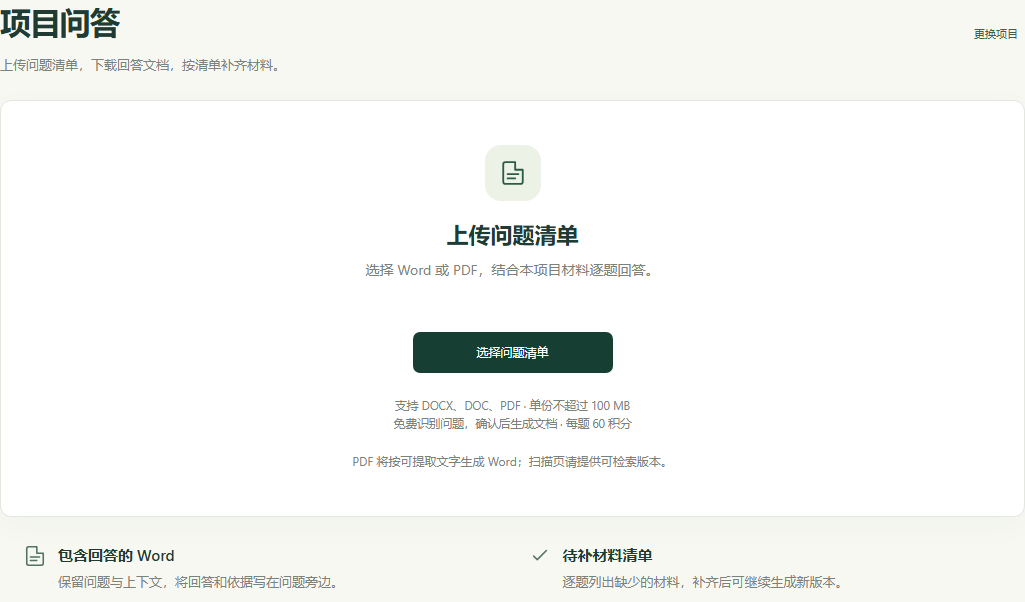 项目问答
更换项目
上传问题清单，下载回答文档，按清单补齐材料。
上传问题清单
选择 Word 或 PDF，结合本项目材料逐题回答。
选择问题清单
支持 DOCX、DOC、PDF · 单份不超过 100 MB
免费识别问题，确认后生成文档 · 每题 60 积分
PDF 将按可提取文字生成 Word；扫描页请提供可检索版本。
包含回答的 Word
保留问题与上下文，将回答和依据写在问题旁边。
待补材料清单
逐题列出缺少的材料，补齐后可继续生成新版本。